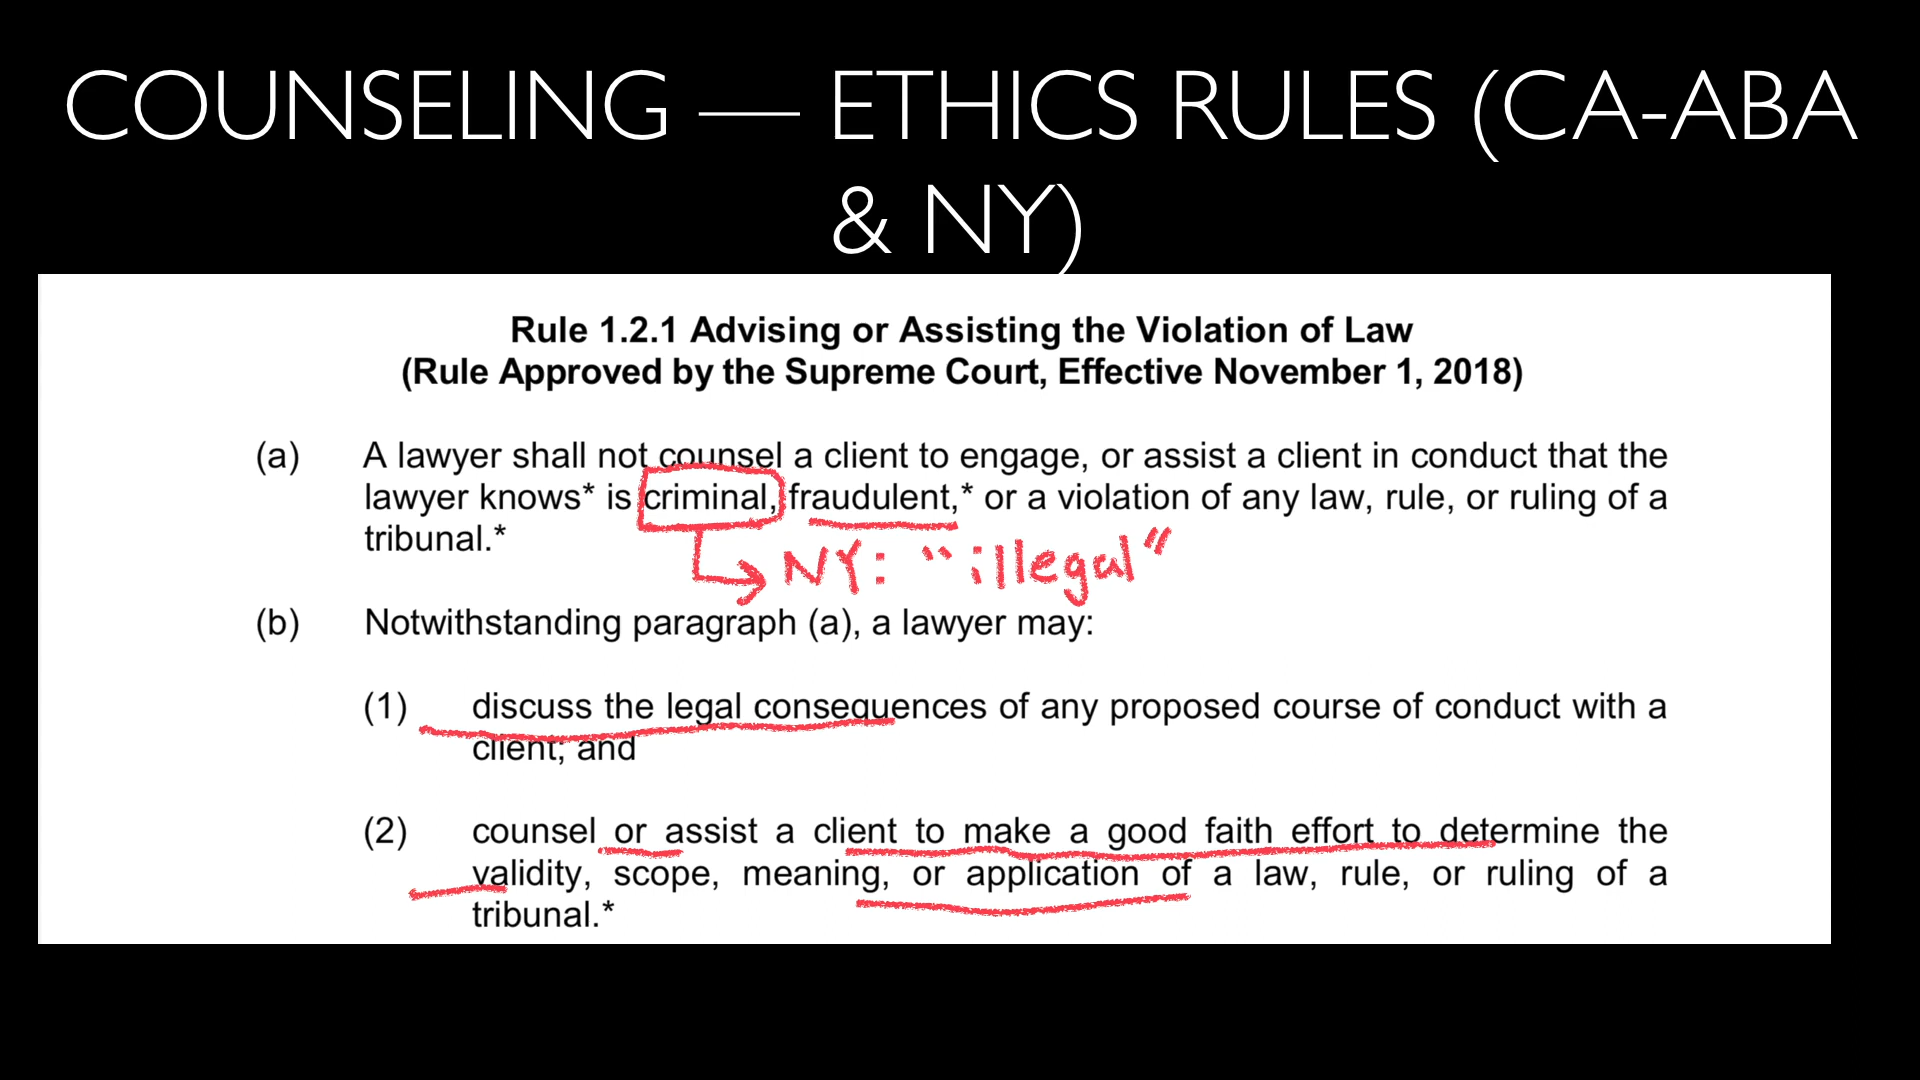 COUNSELING — ETHICS RULES (CA-ABA
& NY)
Rule 1.2.1 Advising or Assisting the Violation of Law
(Rule Approved by the Supreme Court, Effective November 1, 2018)
(a) A lawyer shall not counsel a client to engage, or assist a client in conduct that the
lawyer knows* is criminal, fraudulent,* or a violation of any law, rule, or ruling of a
tribunal.*
NY: "illegal"
(b) Notwithstanding paragraph (a), a lawyer may:
(1) discuss the legal consequences of any proposed course of conduct with a
client; and
(2) counsel or assist a client to make a good faith effort to determine the
validity, scope, meaning, or application of a law, rule, or ruling of a
tribunal.*